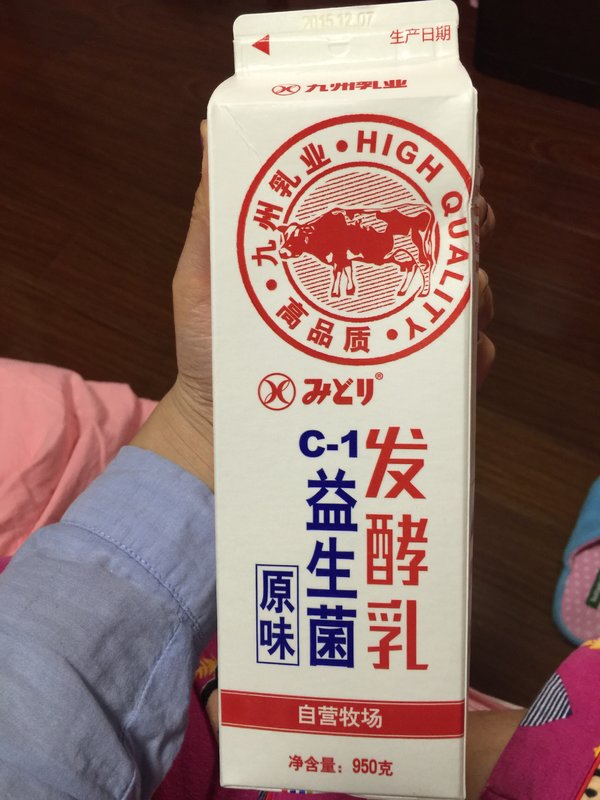 2015.12.07
生产日期
九州乳业
九州乳业 • HIGH QUALITY • 高品质 •
みどり®
C-1益生菌
发酵乳
原味
自营牧场
净含量：950克